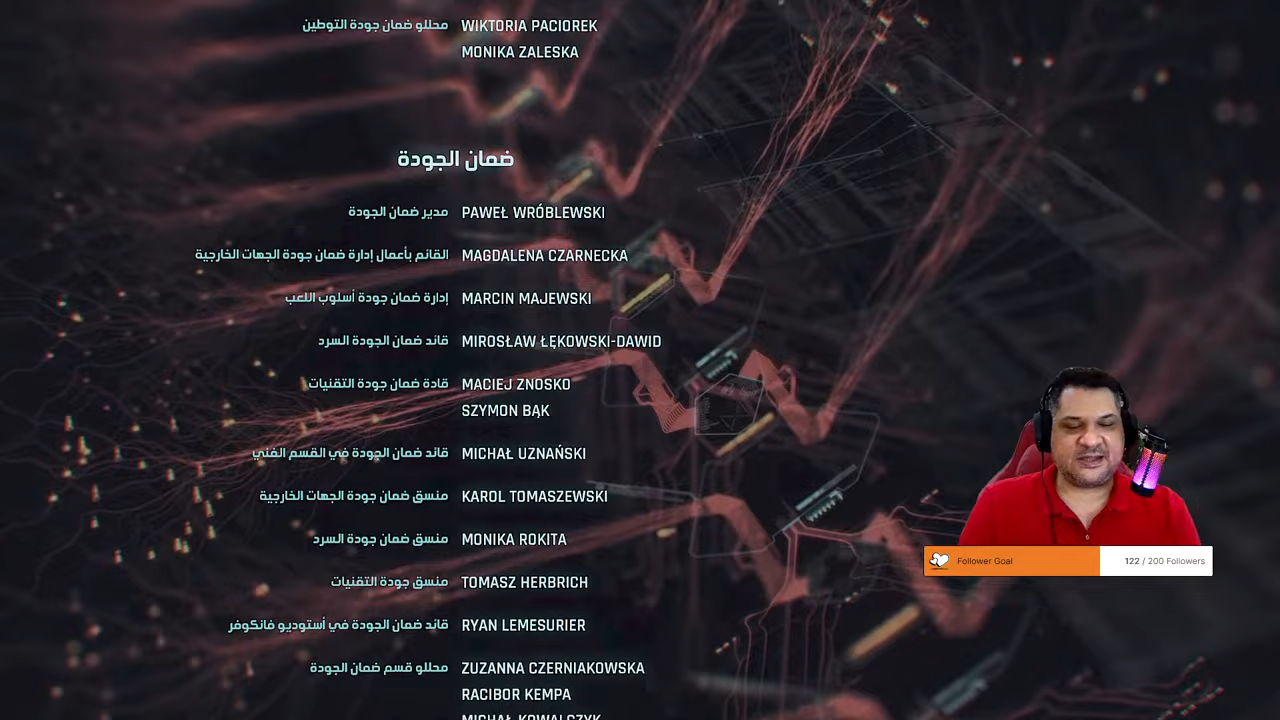 محللو ضمان جودة التوطين WIKTORIA PACIOREK
MONIKA ZALESKA
ضمان الجودة
مدير ضمان الجودة PAWEŁ WRÓBLEWSKI
القائم بأعمال إدارة ضمان جودة الجهات الخارجية MAGDALENA CZARNECKA
إدارة ضمان جودة أسلوب اللعب MARCIN MAJEWSKI
قائد ضمان الجودة السرد MIROSŁAW ŁĘKOWSKI-DAWID
قادة ضمان جودة التقنيات MACIEJ ZNOSKO
SZYMON BĄK
قائد ضمان الجودة في القسم الفني MICHAŁ UZNAŃSKI
منسق ضمان جودة الجهات الخارجية KAROL TOMASZEWSKI
منسق ضمان جودة السرد MONIKA ROKITA
منسق جودة التقنيات TOMASZ HERBRICH
قائد ضمان الجودة في أستوديو فانكوفر RYAN LEMESURIER
محللو قسم ضمان الجودة ZUZANNA CZERNIAKOWSKA
RACIBOR KEMPA
MICHAŁ KOWALCZYK
Follower Goal 122 / 200 Followers